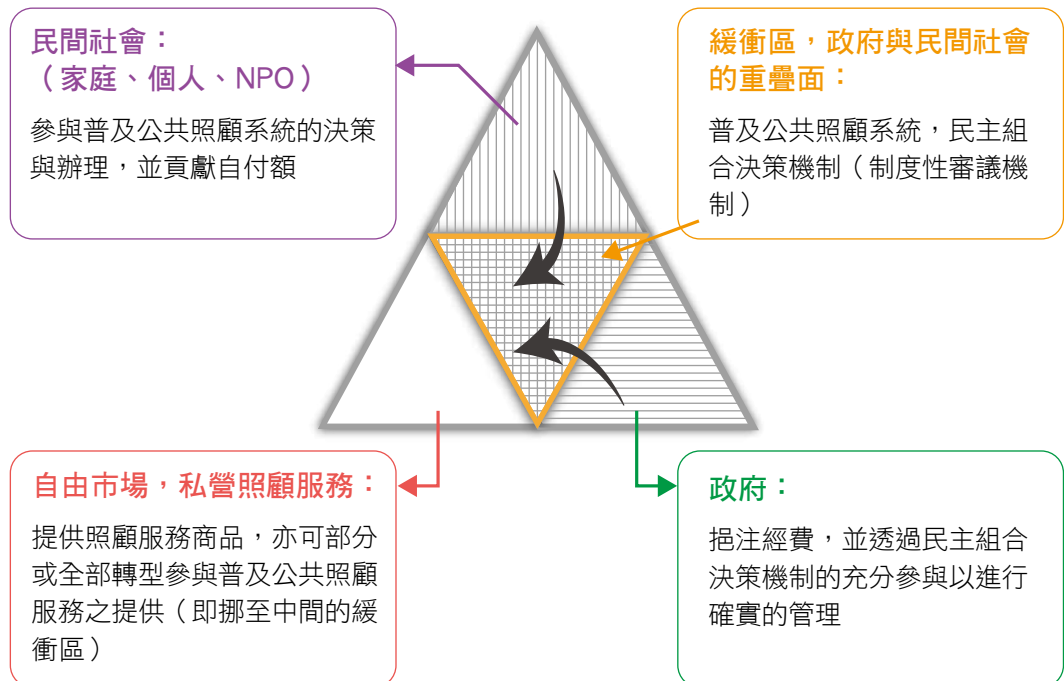 民間社會：
（家庭、個人、NPO）
參與普及公共照顧系統的決策
與辦理，並貢獻自付額
緩衝區，政府與民間社會
的重疊面：
普及公共照顧系統，民主組
合決策機制（制度性審議機
制）
自由市場，私營照顧服務：
提供照顧服務商品，亦可部分
或全部轉型參與普及公共照顧
服務之提供（即挪至中間的緩
衝區）
政府：
挹注經費，並透過民主組合
決策機制的充分參與以進行
確實的管理